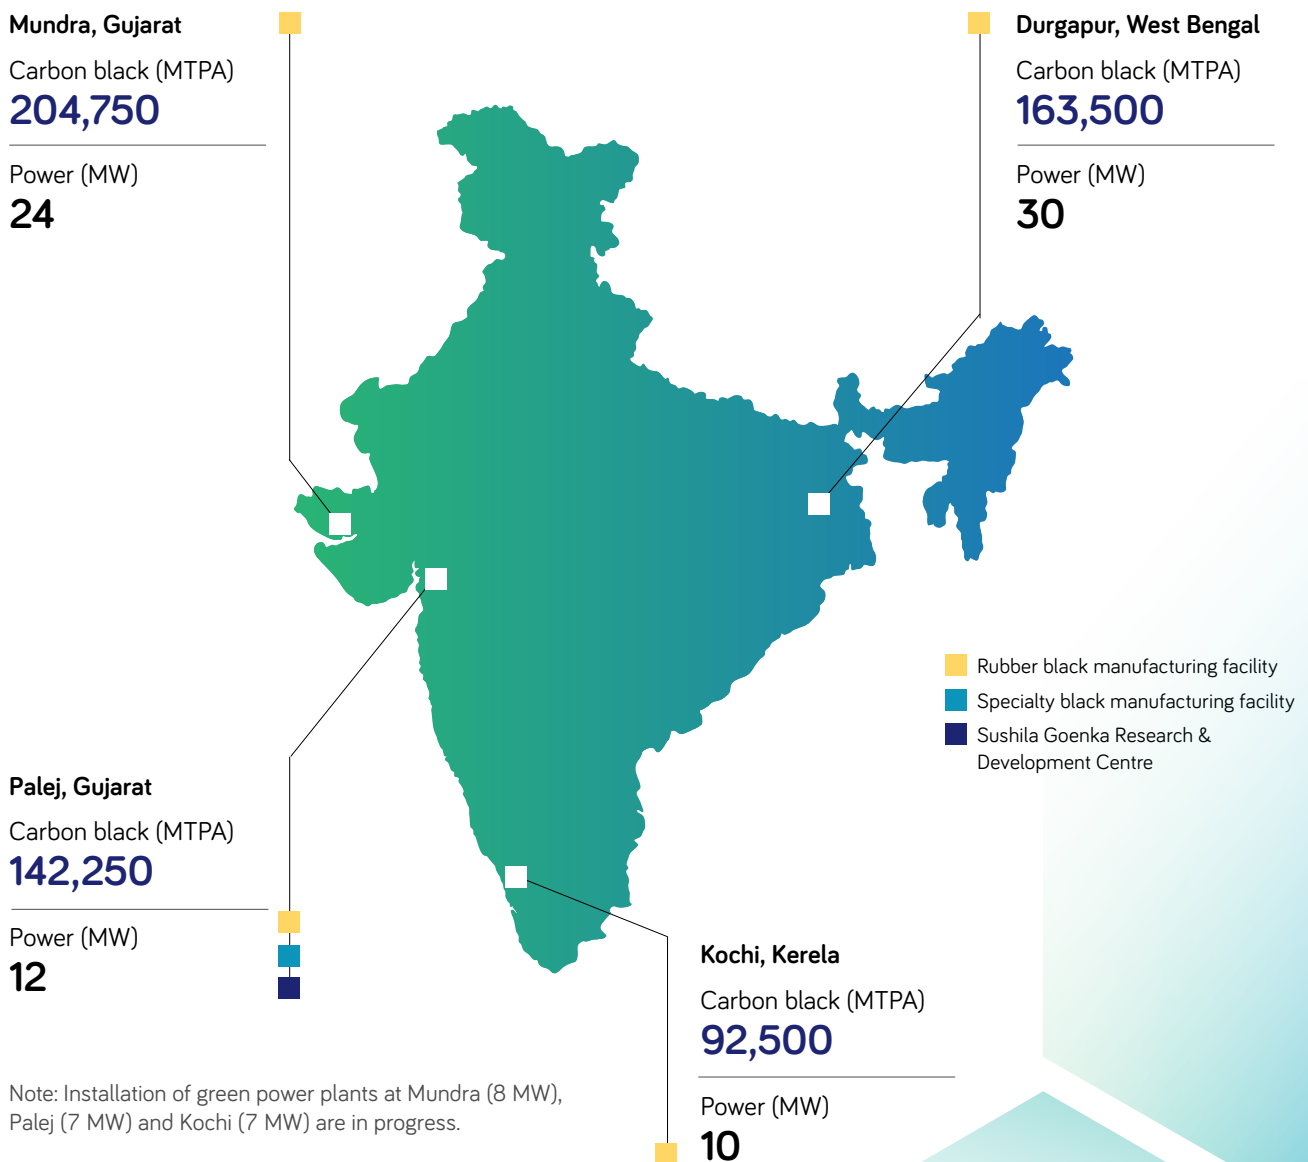 Mundra, Gujarat
Carbon black (MTPA)
204,750
Power (MW)
24
Durgapur, West Bengal
Carbon black (MTPA)
163,500
Power (MW)
30
Rubber black manufacturing facility
Specialty black manufacturing facility
Sushila Goenka Research &
Development Centre
Palej, Gujarat
Carbon black (MTPA)
142,250
Power (MW)
12
Kochi, Kerela
Carbon black (MTPA)
92,500
Power (MW)
10
Note: Installation of green power plants at Mundra (8 MW),
Palej (7 MW) and Kochi (7 MW) are in progress.